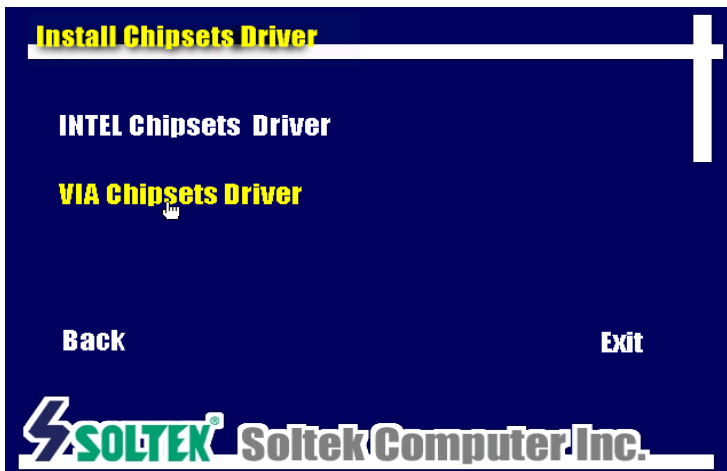 Install Chipsets Driver
INTEL Chipsets Driver
VIA Chipsets Driver
Back Exit
SOLTEK® Soltek Computer Inc.